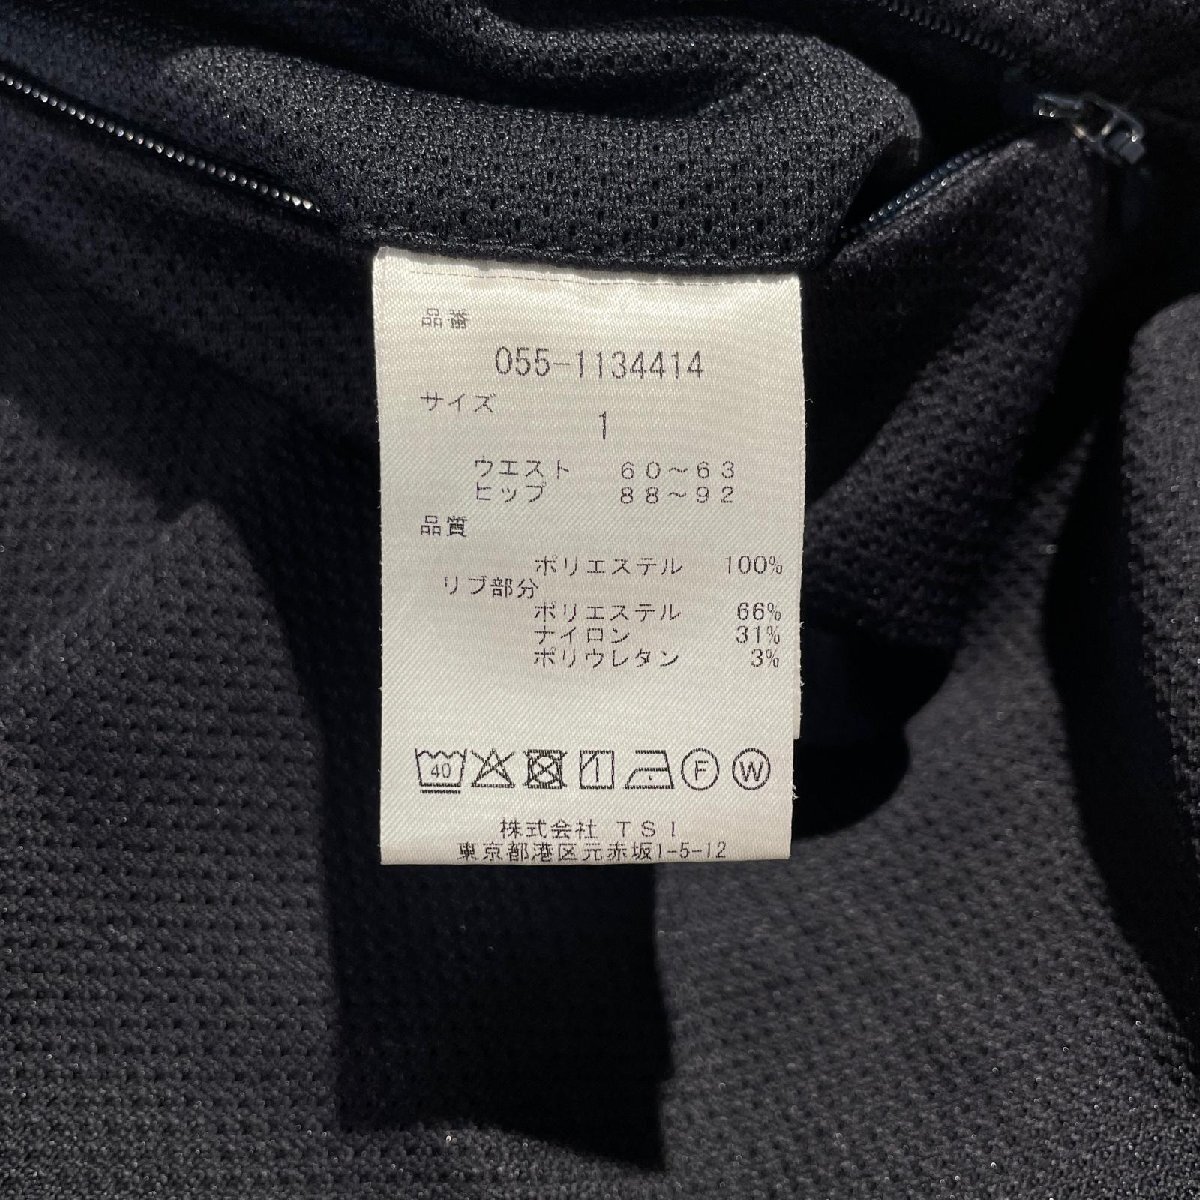 品番
055-1134414
サイズ
1
ウエスト 60～63
ヒップ 88～92
品質
ポリエステル 100%
リブ部分
ポリエステル 66%
ナイロン 31%
ポリウレタン 3%
40 1 F W
株式会社 TSI
東京都港区元赤坂1-5-12